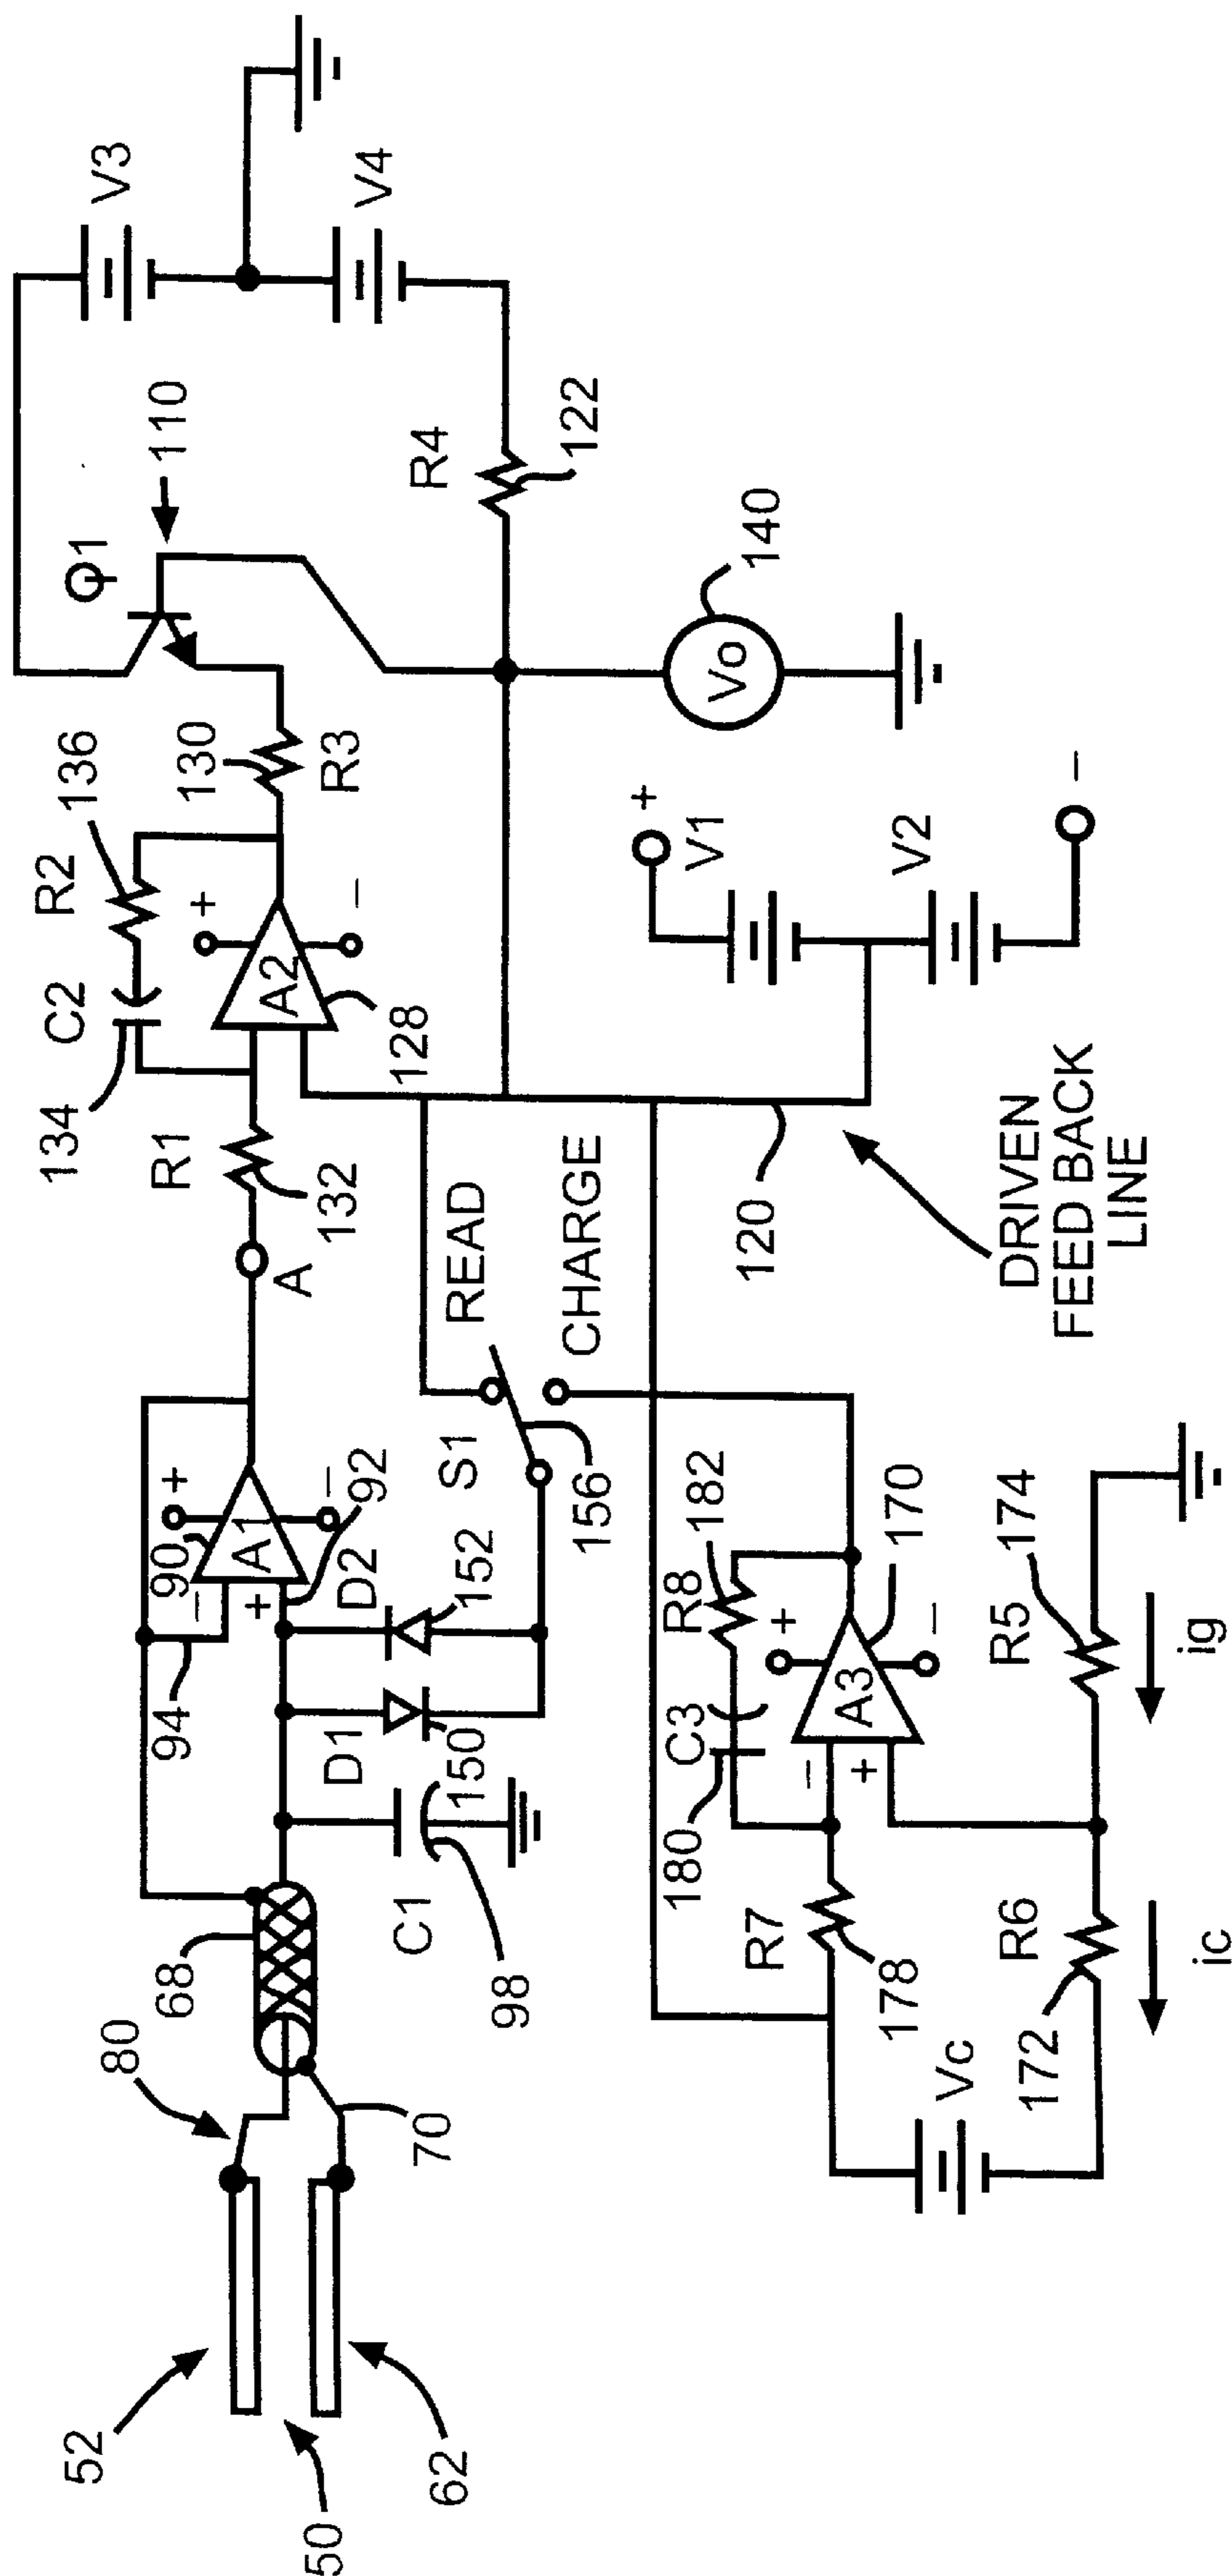 52
50
62
80
70
68
C1
98
94
90
A1
+
−
−
+
92
D1
150
D2
152
S1
156
READ
CHARGE
A
R1
132
134
C2
R2
136
A2
+
−
128
130
R3
Q1
110
V3
V4
R4
122
Vo
140
V1
+
V2
−
120
DRIVEN
FEED BACK
LINE
Vc
R7
178
180
C3
R8
182
A3
−
+
+
−
170
172
R6
ic
R5
174
ig